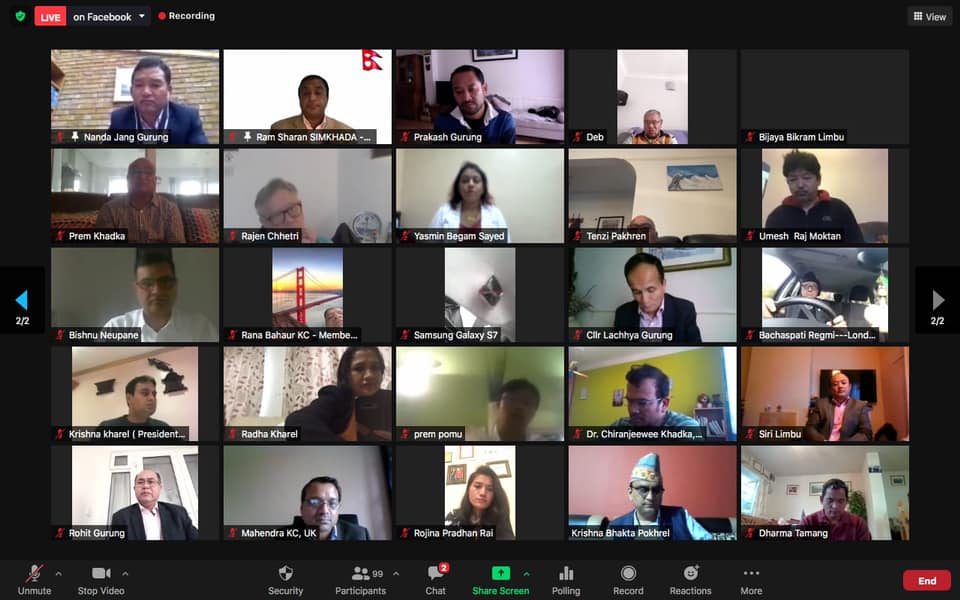 LIVE on Facebook Recording View
Nanda Jang Gurung
Ram Sharan SIMKHADA -...
Prakash Gurung
Deb
Bijaya Bikram Limbu
Prem Khadka
Rajen Chhetri
Yasmin Begam Sayed
Tenzi Pakhren
Umesh Raj Moktan
Bishnu Neupane
Rana Bahaur KC - Membe...
Samsung Galaxy S7
Cllr Lachhya Gurung
Bachaspati Regmi---Lond...
2/2
2/2
Krishna kharel ( President...
Radha Kharel
prem pomu
Dr. Chiranjeewee Khadka,...
Siri Limbu
Rohit Gurung
Mahendra KC, UK
Rojina Pradhan Rai
Krishna Bhakta Pokhrel
Dharma Tamang
Unmute
Stop Video
Security
Participants
99
Chat
2
Share Screen
Polling
Record
Reactions
More
End